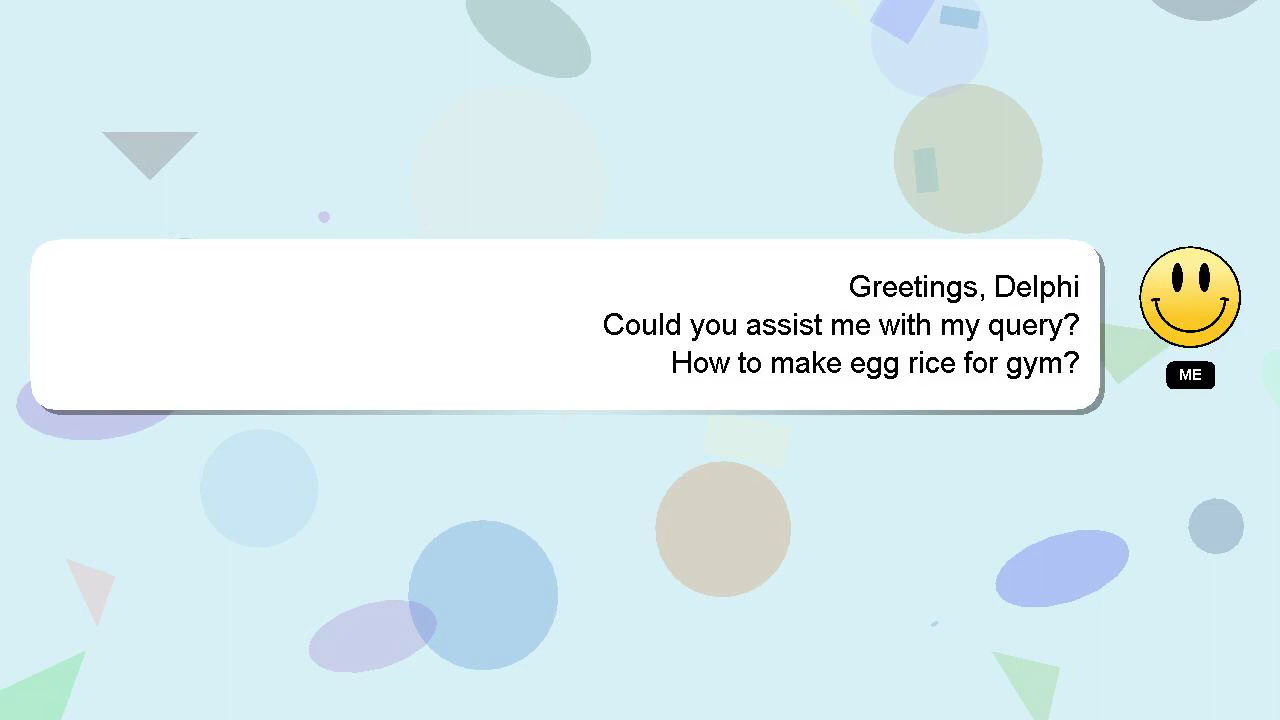 Greetings, Delphi
Could you assist me with my query?
How to make egg rice for gym?
ME